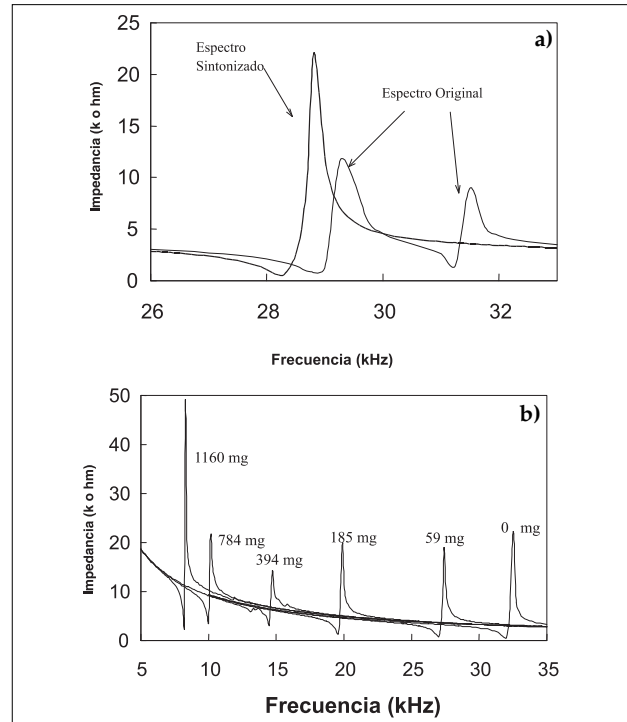 a)
Espectro
Sintonizado
Espectro Original
Impedancia (k o hm)
25
20
15
10
5
0
26 28 30 32
Frecuencia (kHz)
b)
Impedancia (k o hm)
50
40
30
20
10
0
1160 mg
784 mg
394 mg
185 mg
59 mg
0 mg
5 10 15 20 25 30 35
Frecuencia (kHz)